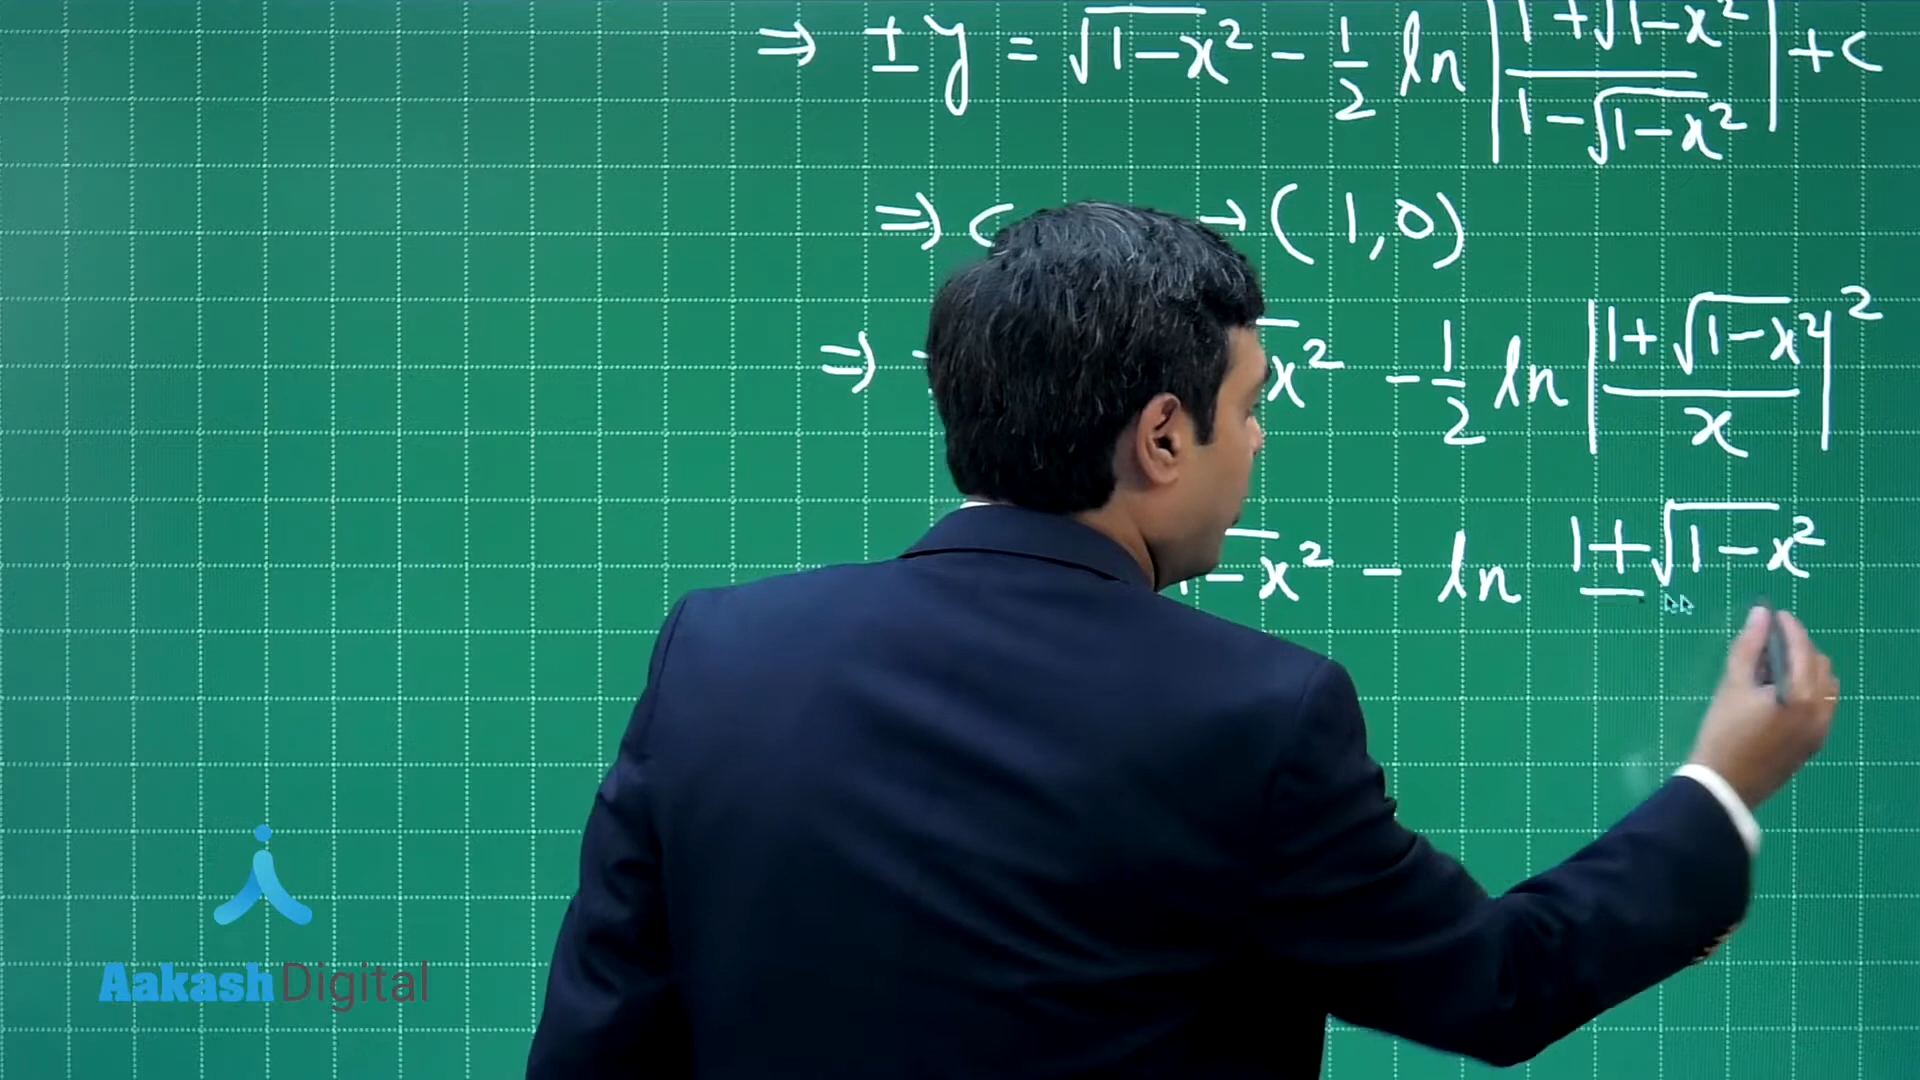 ⇒ ± y = √1-x² - 1/2 ln |1+√1-x² / 1-√1-x²| + c
⇒ c → (1,0)
⇒ x² - 1/2 ln |1+√1-x² / x|²
1-x² - ln 1+√1-x²
Aakash Digital